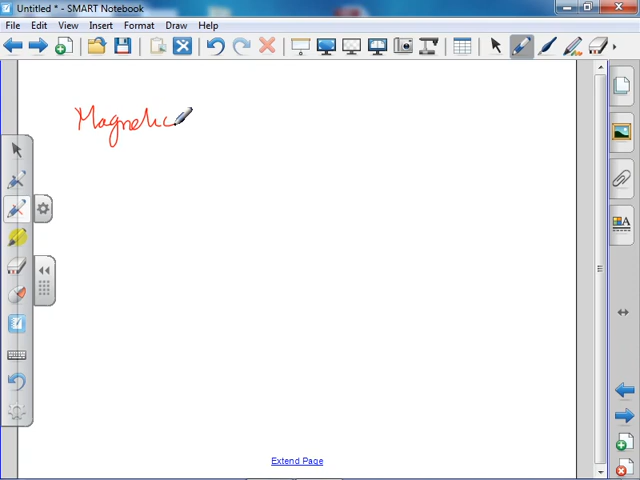 Untitled * - SMART Notebook
File Edit View Insert Format Draw Help
Magnetic
Extend Page